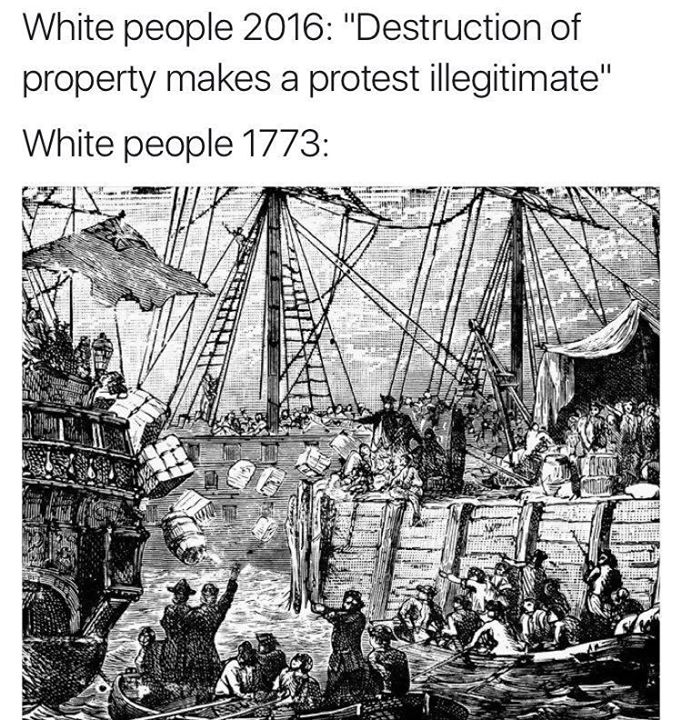 White people 2016: "Destruction of
property makes a protest illegitimate"
White people 1773: